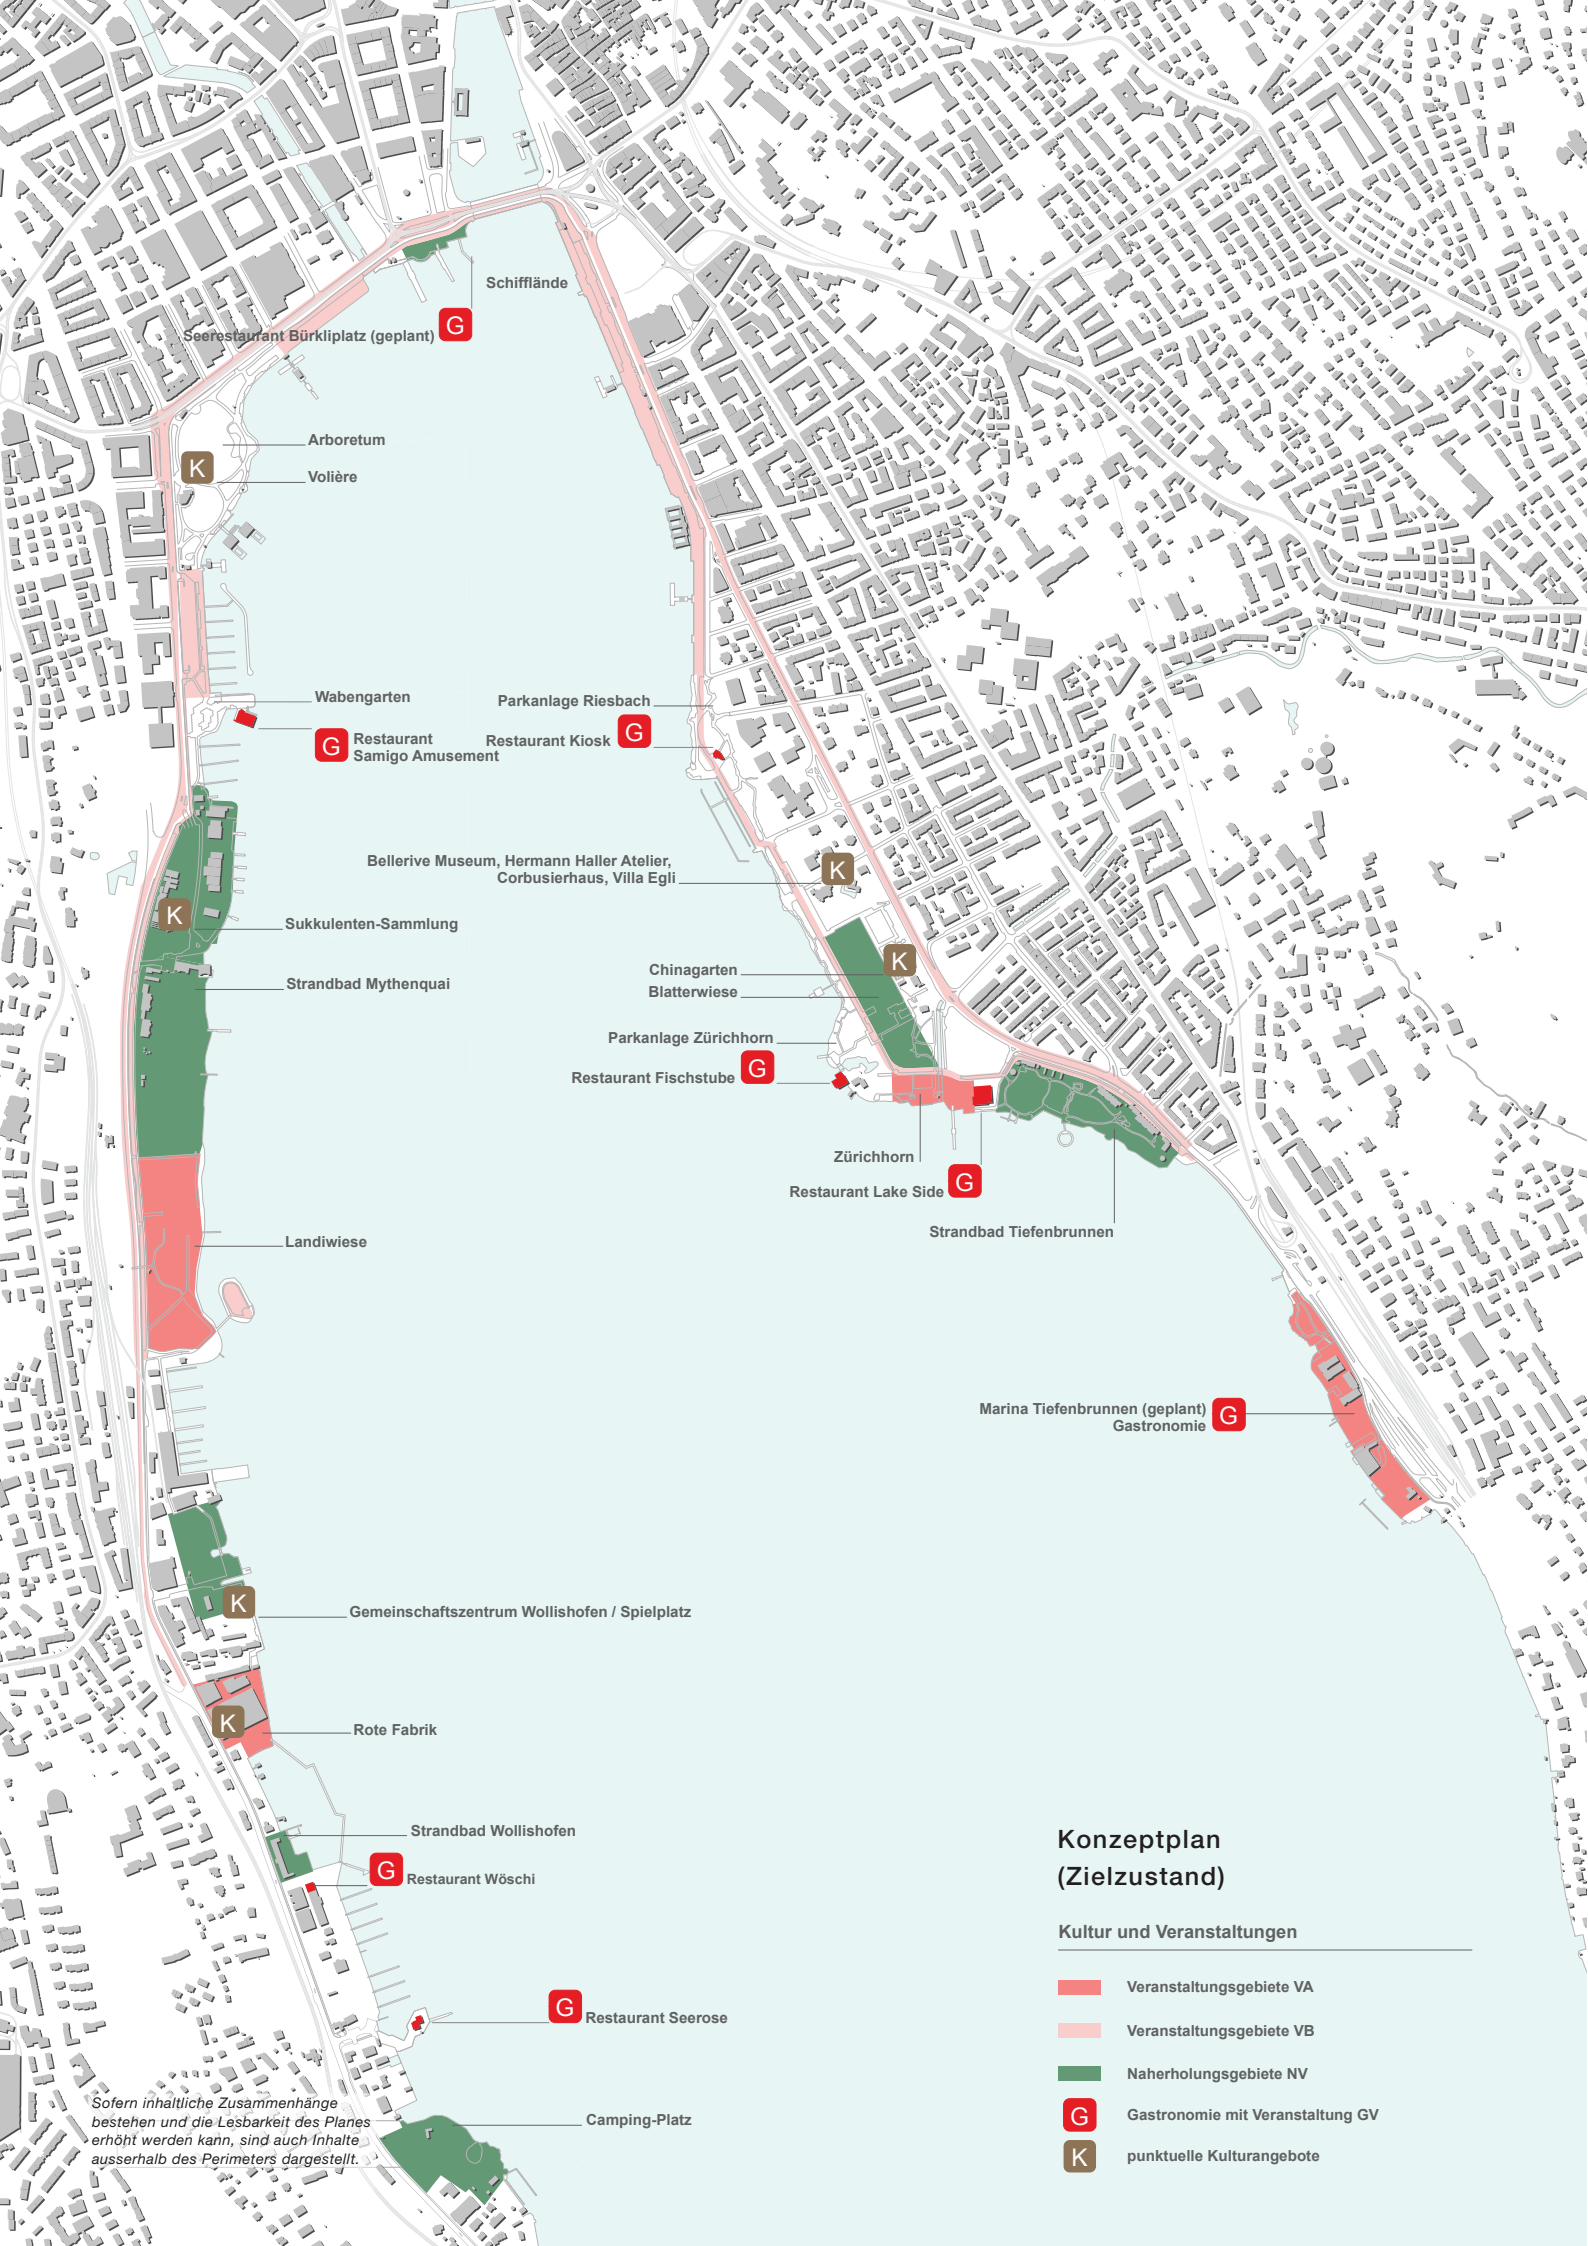 Schifflände
G
Seerestaurant Bürkliplatz (geplant)
Arboretum
K
Volière
Wabengarten
G
Restaurant
Samigo Amusement
Parkanlage Riesbach
Restaurant Kiosk
G
Bellerive Museum, Hermann Haller Atelier,
Corbusierhaus, Villa Egli
K
K
Sukkulenten-Sammlung
Strandbad Mythenquai
Chinagarten
K
Blatterwiese
Parkanlage Zürichhorn
Restaurant Fischstube
G
Zürichhorn
Restaurant Lake Side
G
Strandbad Tiefenbrunnen
Landiwiese
Marina Tiefenbrunnen (geplant)
Gastronomie
G
K
Gemeinschaftszentrum Wollishofen / Spielplatz
K
Rote Fabrik
Strandbad Wollishofen
G
Restaurant Wöschi
G
Restaurant Seerose
Camping-Platz
Sofern inhaltliche Zusammenhänge
bestehen und die Lesbarkeit des Planes
erhöht werden kann, sind auch Inhalte
ausserhalb des Perimeters dargestellt.
Konzeptplan
(Zielzustand)
Kultur und Veranstaltungen
Veranstaltungsgebiete VA
Veranstaltungsgebiete VB
Naherholungsgebiete NV
G Gastronomie mit Veranstaltung GV
K punktuelle Kulturangebote